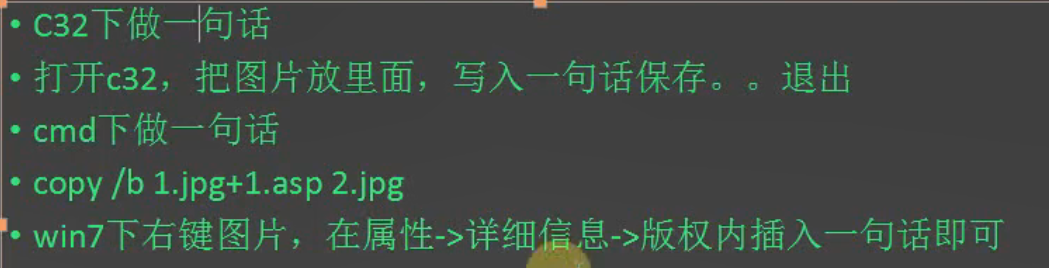 • C32下做一句话
• 打开c32，把图片放里面，写入一句话保存。。退出
• cmd下做一句话
• copy /b 1.jpg+1.asp 2.jpg
• win7下右键图片，在属性->详细信息->版权内插入一句话即可